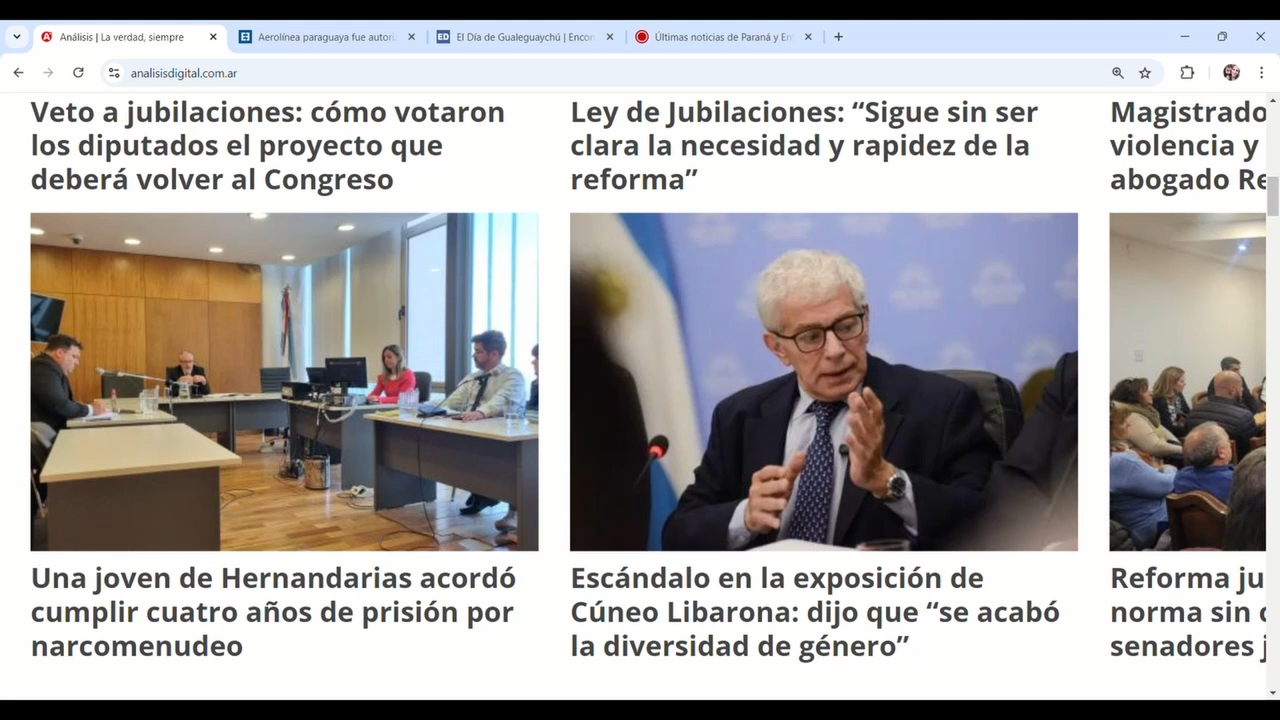 Análisis | La verdad, siempre
Aerolínea paraguaya fue autori
ED
El Día de Gualeguaychú | Encon
Últimas noticias de Paraná y En
analisisdigital.com.ar
Veto a jubilaciones: cómo votaron
los diputados el proyecto que
deberá volver al Congreso
Ley de Jubilaciones: “Sigue sin ser
clara la necesidad y rapidez de la
reforma”
Magistrado
violencia y
abogado Re
Una joven de Hernandarias acordó
cumplir cuatro años de prisión por
narcomenudeo
Escándalo en la exposición de
Cúneo Libarona: dijo que “se acabó
la diversidad de género”
Reforma ju
norma sin
senadores j